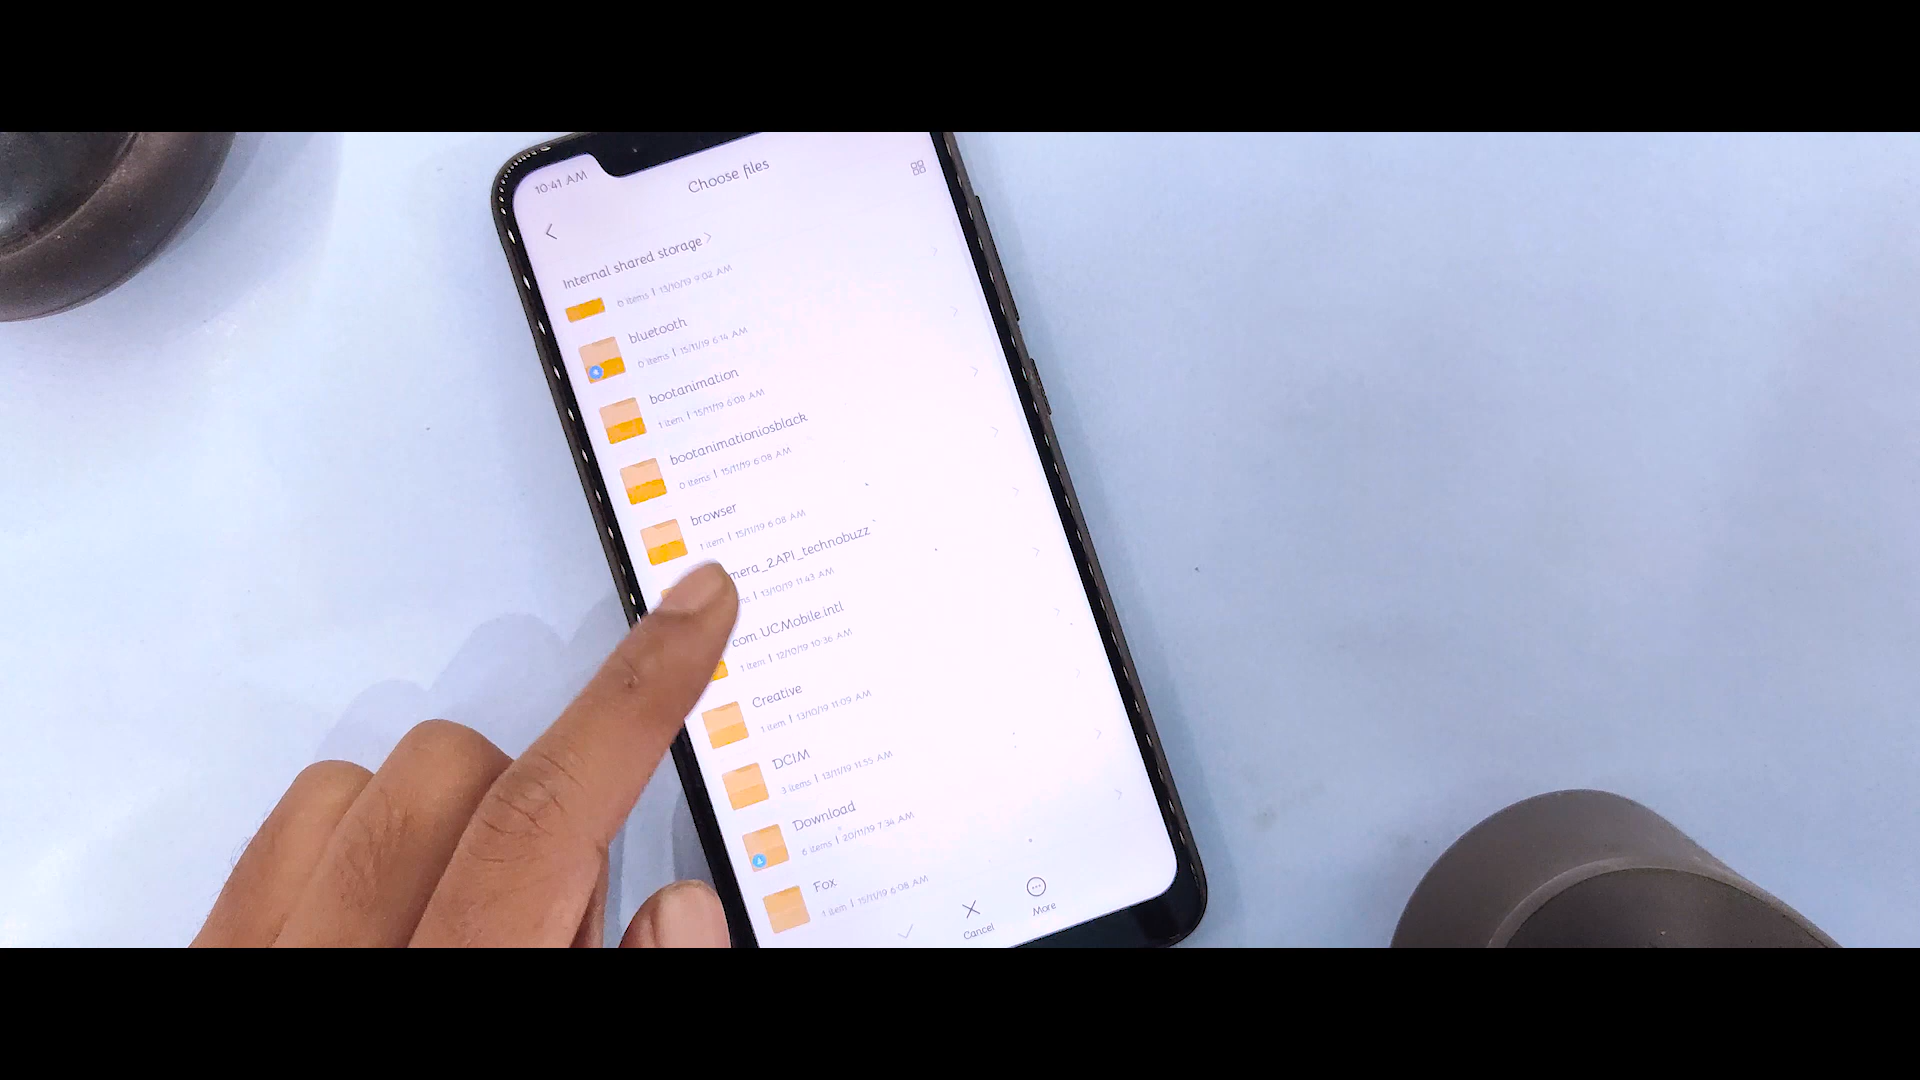 10:41 AM
Choose files
Internal shared storage >
0 items | 13/10/19 9:02 AM
bluetooth
0 items | 15/11/19 6:14 AM
bootanimation
1 item | 15/11/19 6:08 AM
bootanimationiosblack
0 items | 15/11/19 6:08 AM
browser
1 item | 15/11/19 6:08 AM
mera_2API_technobuzz
ms | 13/10/19 11:43 AM
com.UCMobile.intl
1 item | 12/10/19 10:36 AM
Creative
1 item | 13/10/19 11:09 AM
DCIM
3 items | 13/11/19 11:55 AM
Download
6 items | 20/11/19 7:34 AM
Fox
1 item | 15/11/19 6:08 AM
Cancel
More